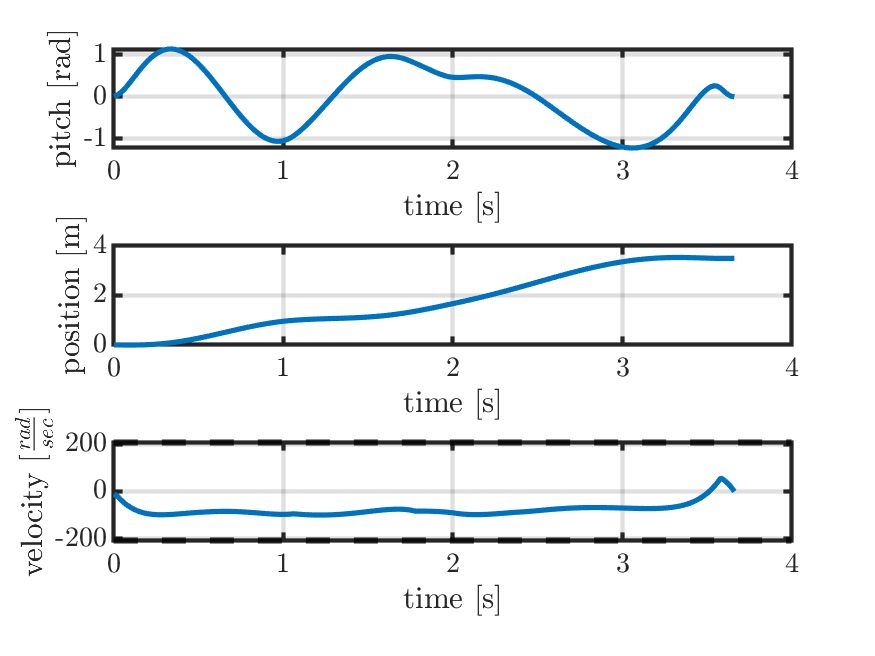 pitch [rad]
1
0
-1
0 1 2 3 4
time [s]
position [m]
4
2
0
0 1 2 3 4
time [s]
velocity [rad/sec]
200
0
-200
0 1 2 3 4
time [s]